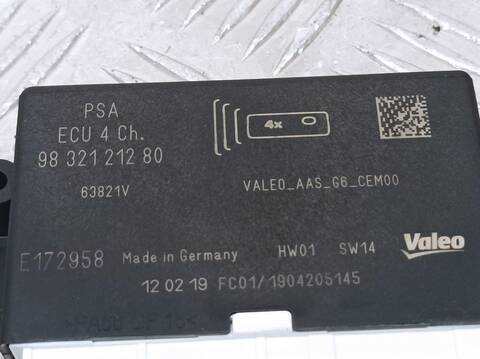 PSA
ECU 4 Ch.
98 321 212 80
63821V
4x
VALEO_AAS_G6_CEM00
E172958 Made in Germany HW01 SW14 Valeo
12 02 19 FC01/1904205145